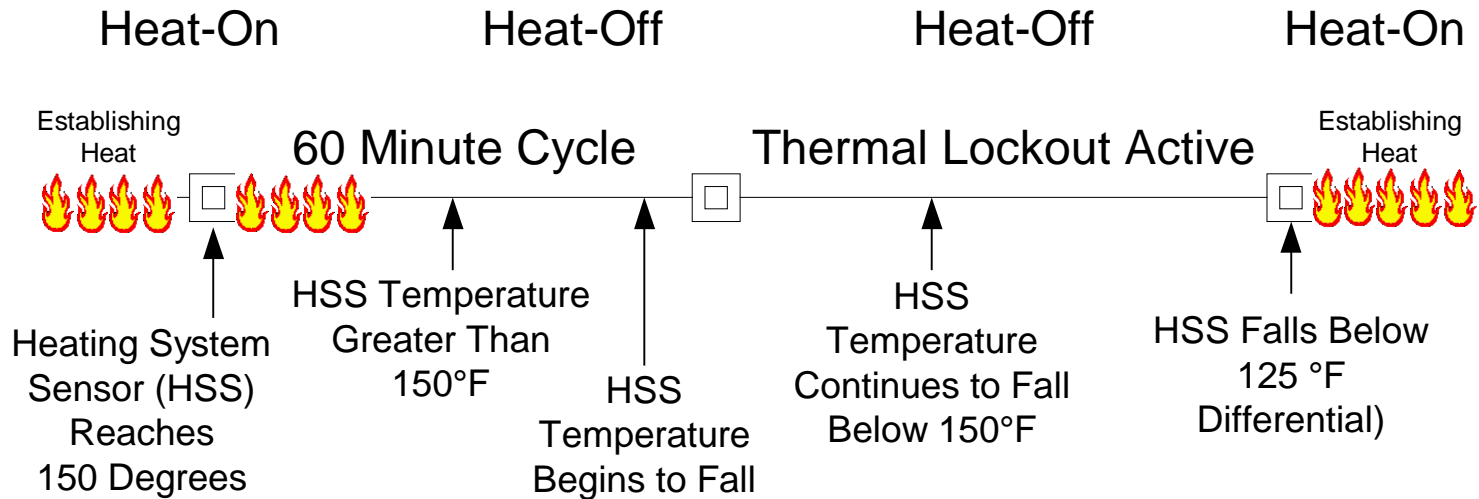 Heat-On
Heat-Off
Heat-Off
Heat-On
Establishing
Heat
60 Minute Cycle
Thermal Lockout Active
Establishing
Heat
Heating System
Sensor (HSS)
Reaches
150 Degrees
HSS Temperature
Greater Than
150°F
HSS
Temperature
Begins to Fall
HSS
Temperature
Continues to Fall
Below 150°F
HSS Falls Below
125 °F
Differential)